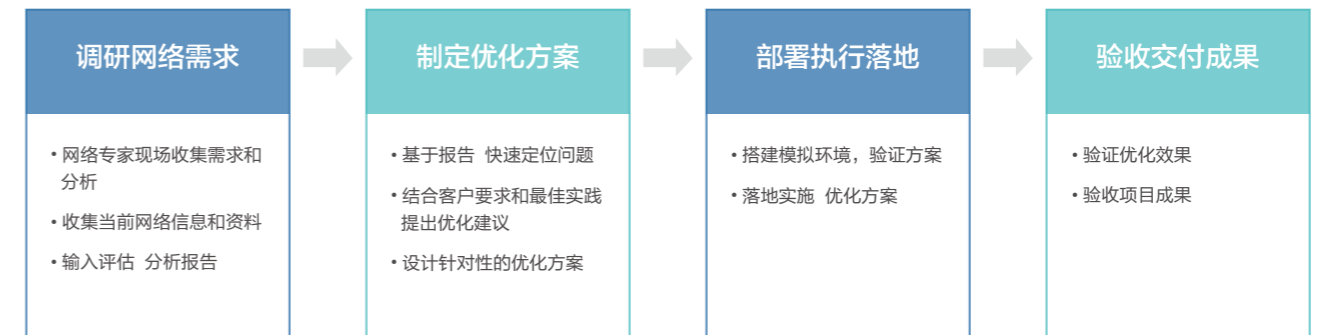 调研网络需求
• 网络专家现场收集需求和
分析
• 收集当前网络信息和资料
• 输入评估 分析报告
制定优化方案
• 基于报告 快速定位问题
• 结合客户要求和最佳实践
提出优化建议
• 设计针对性的优化方案
部署执行落地
• 搭建模拟环境，验证方案
• 落地实施 优化方案
验收交付成果
• 验证优化效果
• 验收项目成果